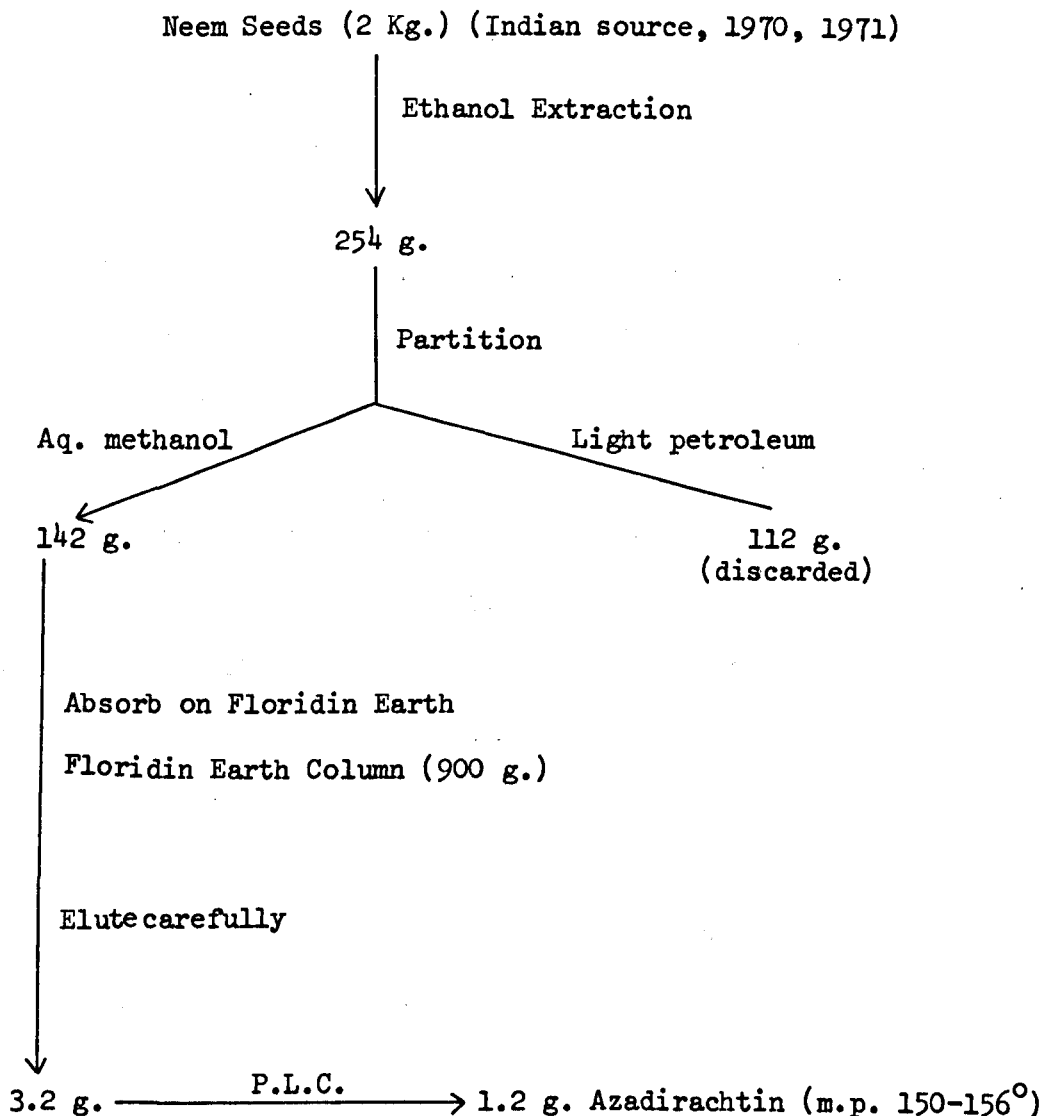 Neem Seeds (2 Kg.) (Indian source, 1970, 1971)
Ethanol Extraction
254 g.
Partition
Aq. methanol
Light petroleum
142 g.
112 g.
(discarded)
Absorb on Floridin Earth
Floridin Earth Column (900 g.)
Elute carefully
3.2 g.
P.L.C.
1.2 g. Azadirachtin (m.p. 150-156°)